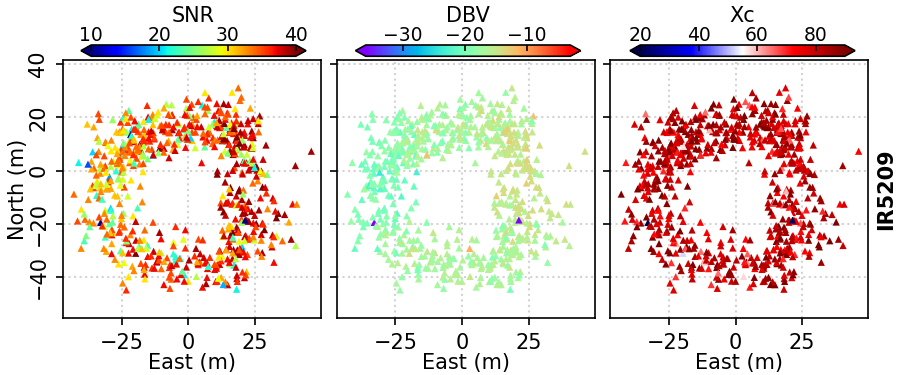 SNR DBV Xc
10 20 30 40 −30 −20 −10 20 40 60 80
40
20
0
−20
−40
North (m)
IR5209
−25 0 25 −25 0 25 −25 0 25
East (m) East (m) East (m)